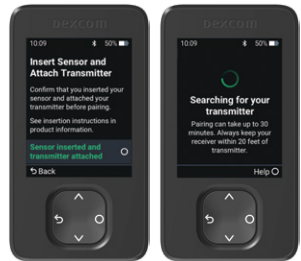 Dexcom
10:09 50%
Insert Sensor and
Attach Transmitter
Confirm that you inserted your
sensor and attached your
transmitter before pairing.
See insertion instructions in
product information.
Sensor inserted and
transmitter attached
Back
Dexcom
10:09 50%
Searching for your
transmitter
Pairing can take up to 30
minutes. Always keep your
receiver within 20 feet of
transmitter.
Help